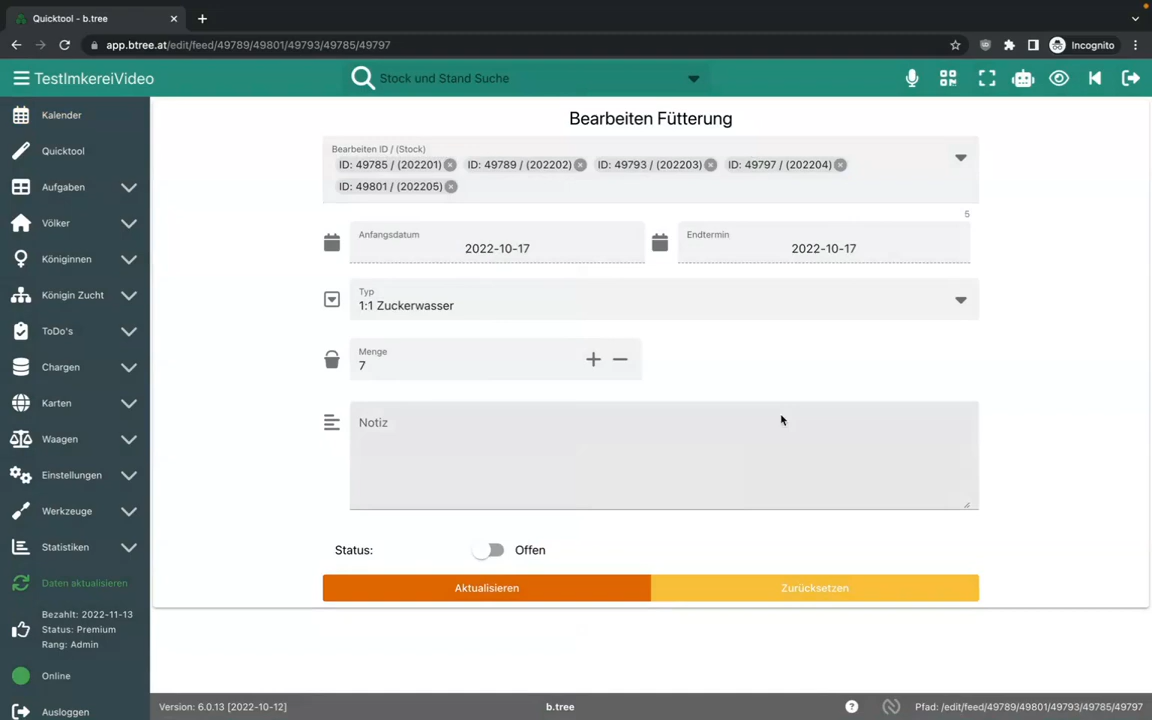 Quicktool - b.tree
app.btree.at/edit/feed/49789/49801/49793/49785/49797
Incognito
TestImkereiVideo
Stock und Stand Suche
Kalender
Quicktool
Aufgaben
Völker
Königinnen
Königin Zucht
ToDo's
Chargen
Karten
Waagen
Einstellungen
Werkzeuge
Statistiken
Daten aktualisieren
Bezahlt: 2022-11-13
Status: Premium
Rang: Admin
Online
Ausloggen
Bearbeiten Fütterung
Bearbeiten ID / (Stock)
ID: 49785 / (202201) ID: 49789 / (202202) ID: 49793 / (202203) ID: 49797 / (202204)
ID: 49801 / (202205)
5
Anfangsdatum
2022-10-17
Endtermin
2022-10-17
Typ
1:1 Zuckerwasser
Menge
7
Notiz
Status: Offen
Aktualisieren
Zurücksetzen
Version: 6.0.13 [2022-10-12]
b.tree
Pfad: /edit/feed/49789/49801/49793/49785/49797